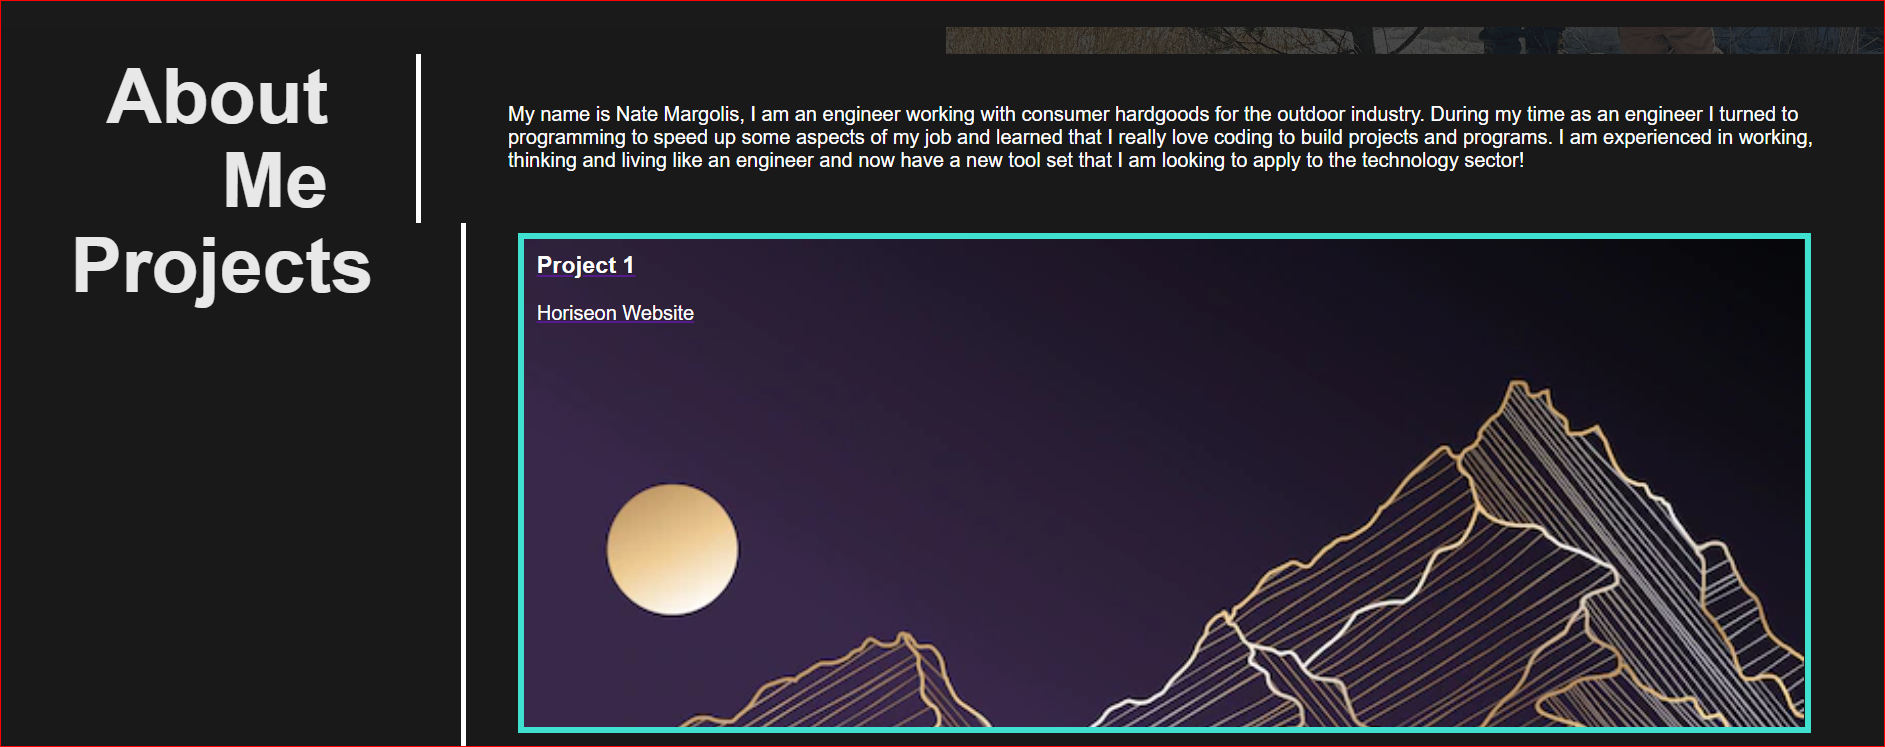 About
Me
My name is Nate Margolis, I am an engineer working with consumer hardgoods for the outdoor industry. During my time as an engineer I turned to
programming to speed up some aspects of my job and learned that I really love coding to build projects and programs. I am experienced in working,
thinking and living like an engineer and now have a new tool set that I am looking to apply to the technology sector!
Projects
Project 1
Horiseon Website